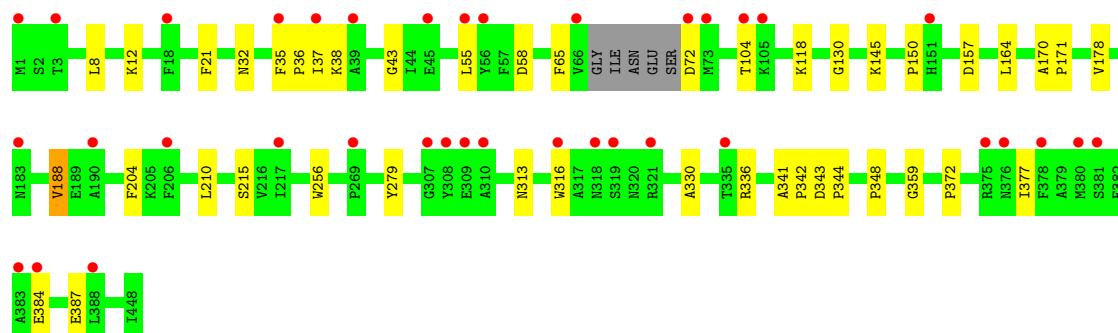 M1 S2 T3 L8 K12 F18 F21 N32 F35 P36 I37 K38 A39 G43 I44 E45 L55 Y56 F57 D58 F65 V66 GLY ILE ASN GLU SER D72 M73 T104 K105 K118 G130 K145 P150 H151 D157 L164 A170 P171 V178
N183 V188 E189 A190 F204 K205 F206 L210 S215 V216 I217 W256 P269 Y279 G307 Y308 E309 A310 N313 W316 A317 N318 S319 N320 R321 A330 T335 R336 A341 P342 D343 P344 P348 G359 P372 R375 N376 I377 F378 A379 M380 S381
A383 E384 E387 L388 I448